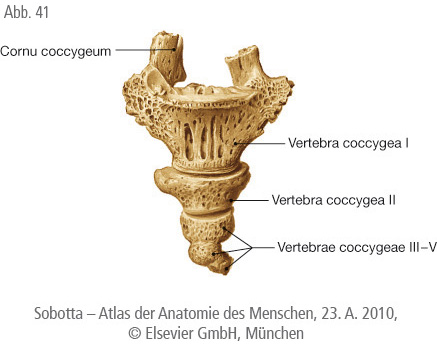 Abb. 41
Cornu coccygeum
Vertebra coccygea I
Vertebra coccygea II
Vertebrae coccygeae III–V
Sobotta – Atlas der Anatomie des Menschen, 23. A. 2010,
© Elsevier GmbH, München